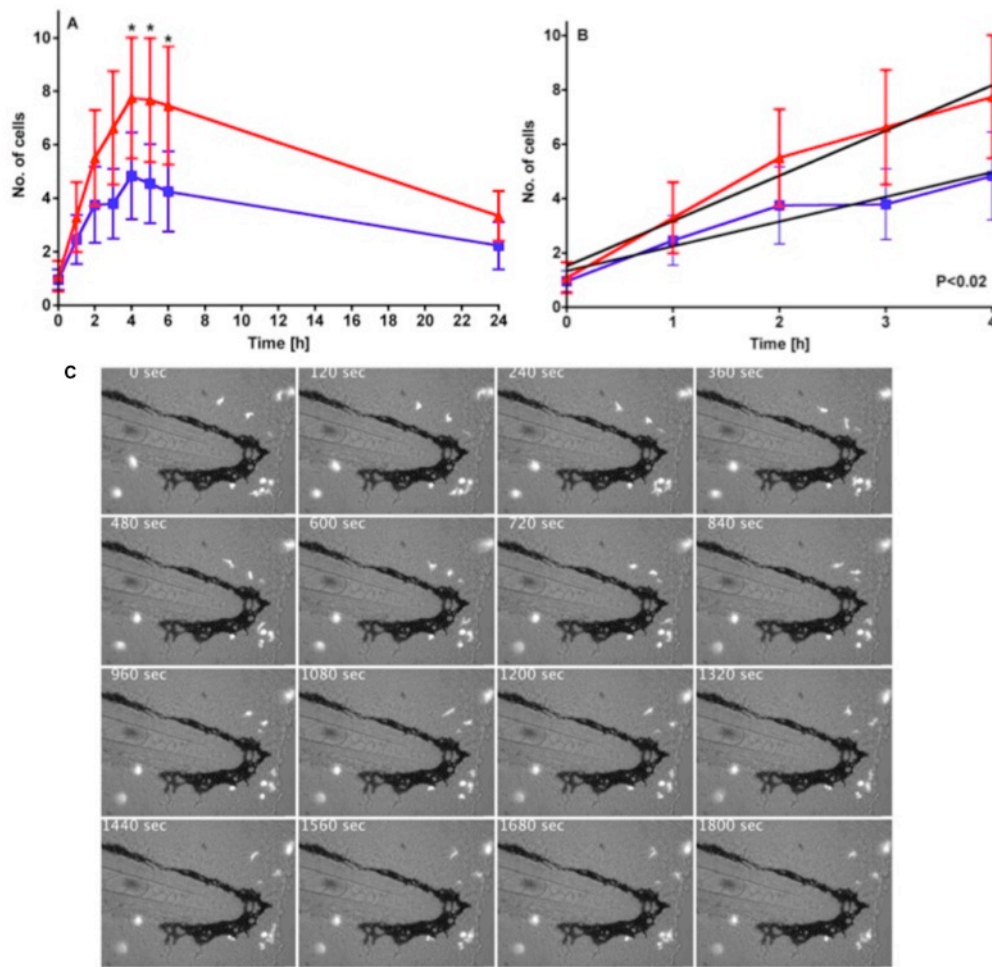 A
* * *
No. of cells
10
8
6
4
2
0
0 2 4 6 8 10 12 14 16 18 20 22 24
Time [h]
B
No. of cells
10
8
6
4
2
0
P<0.02
0 1 2 3 4
Time [h]
C
0 sec 120 sec 240 sec 360 sec
480 sec 600 sec 720 sec 840 sec
960 sec 1080 sec 1200 sec 1320 sec
1440 sec 1560 sec 1680 sec 1800 sec